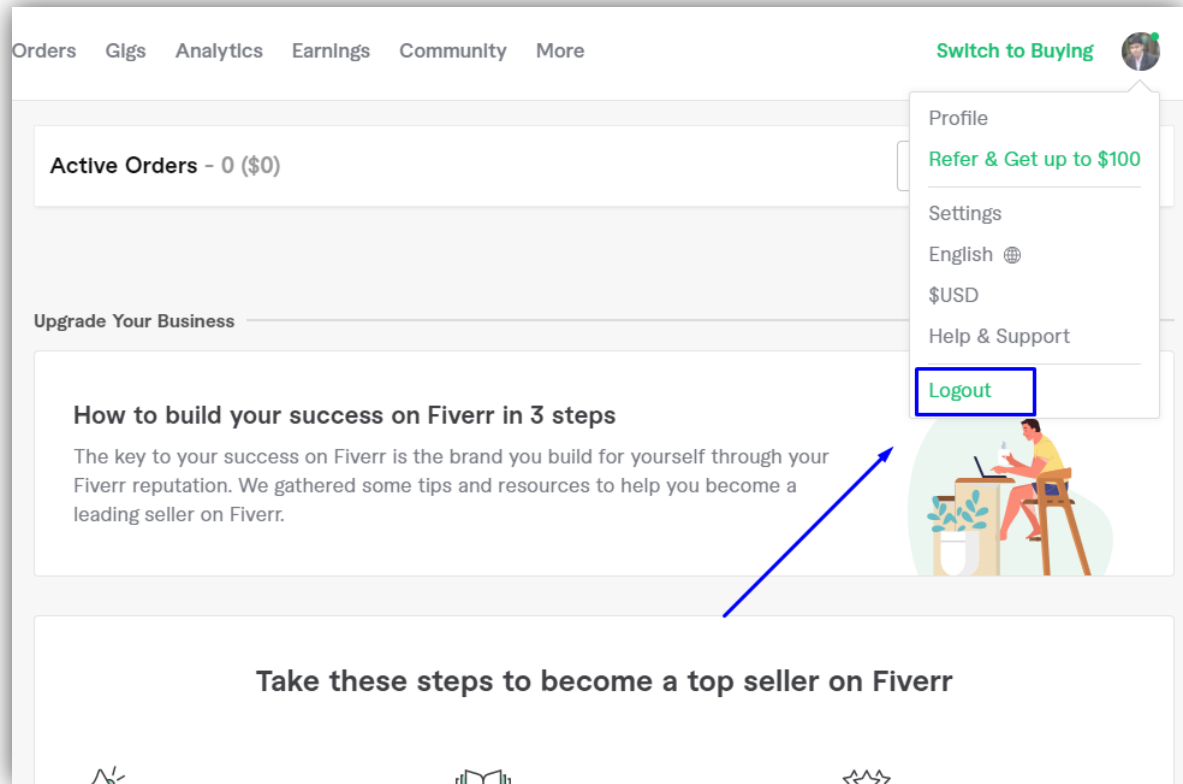 Orders Gigs Analytics Earnings Community More Switch to Buying
Profile
Refer & Get up to $100
Settings
English
$USD
Help & Support
Logout
Active Orders - 0 ($0)
Upgrade Your Business
How to build your success on Fiverr in 3 steps
The key to your success on Fiverr is the brand you build for yourself through your
Fiverr reputation. We gathered some tips and resources to help you become a
leading seller on Fiverr.
Take these steps to become a top seller on Fiverr